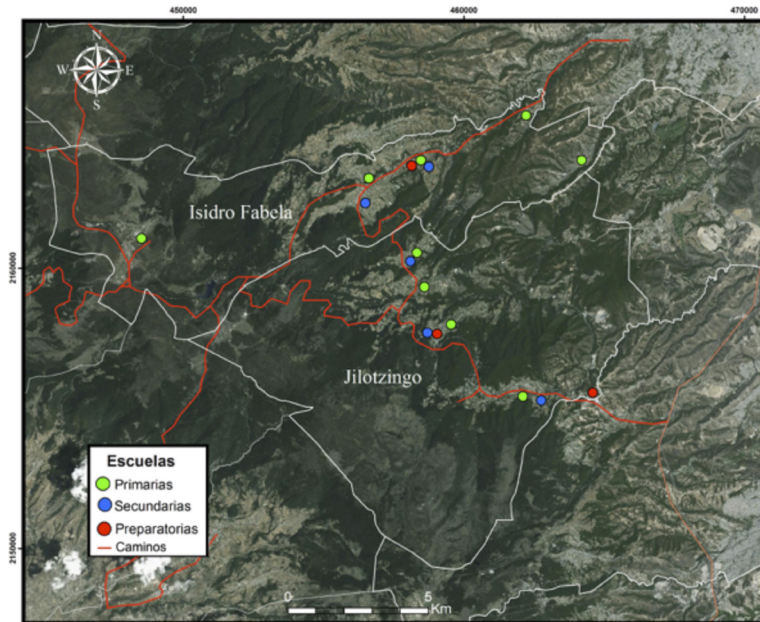 450000
460000
470000
N
W
E
S
Isidro Fabela
2160000
Jilotzingo
Escuelas
Primarias
Secundarias
Preparatorias
Caminos
2150000
0
5
Km